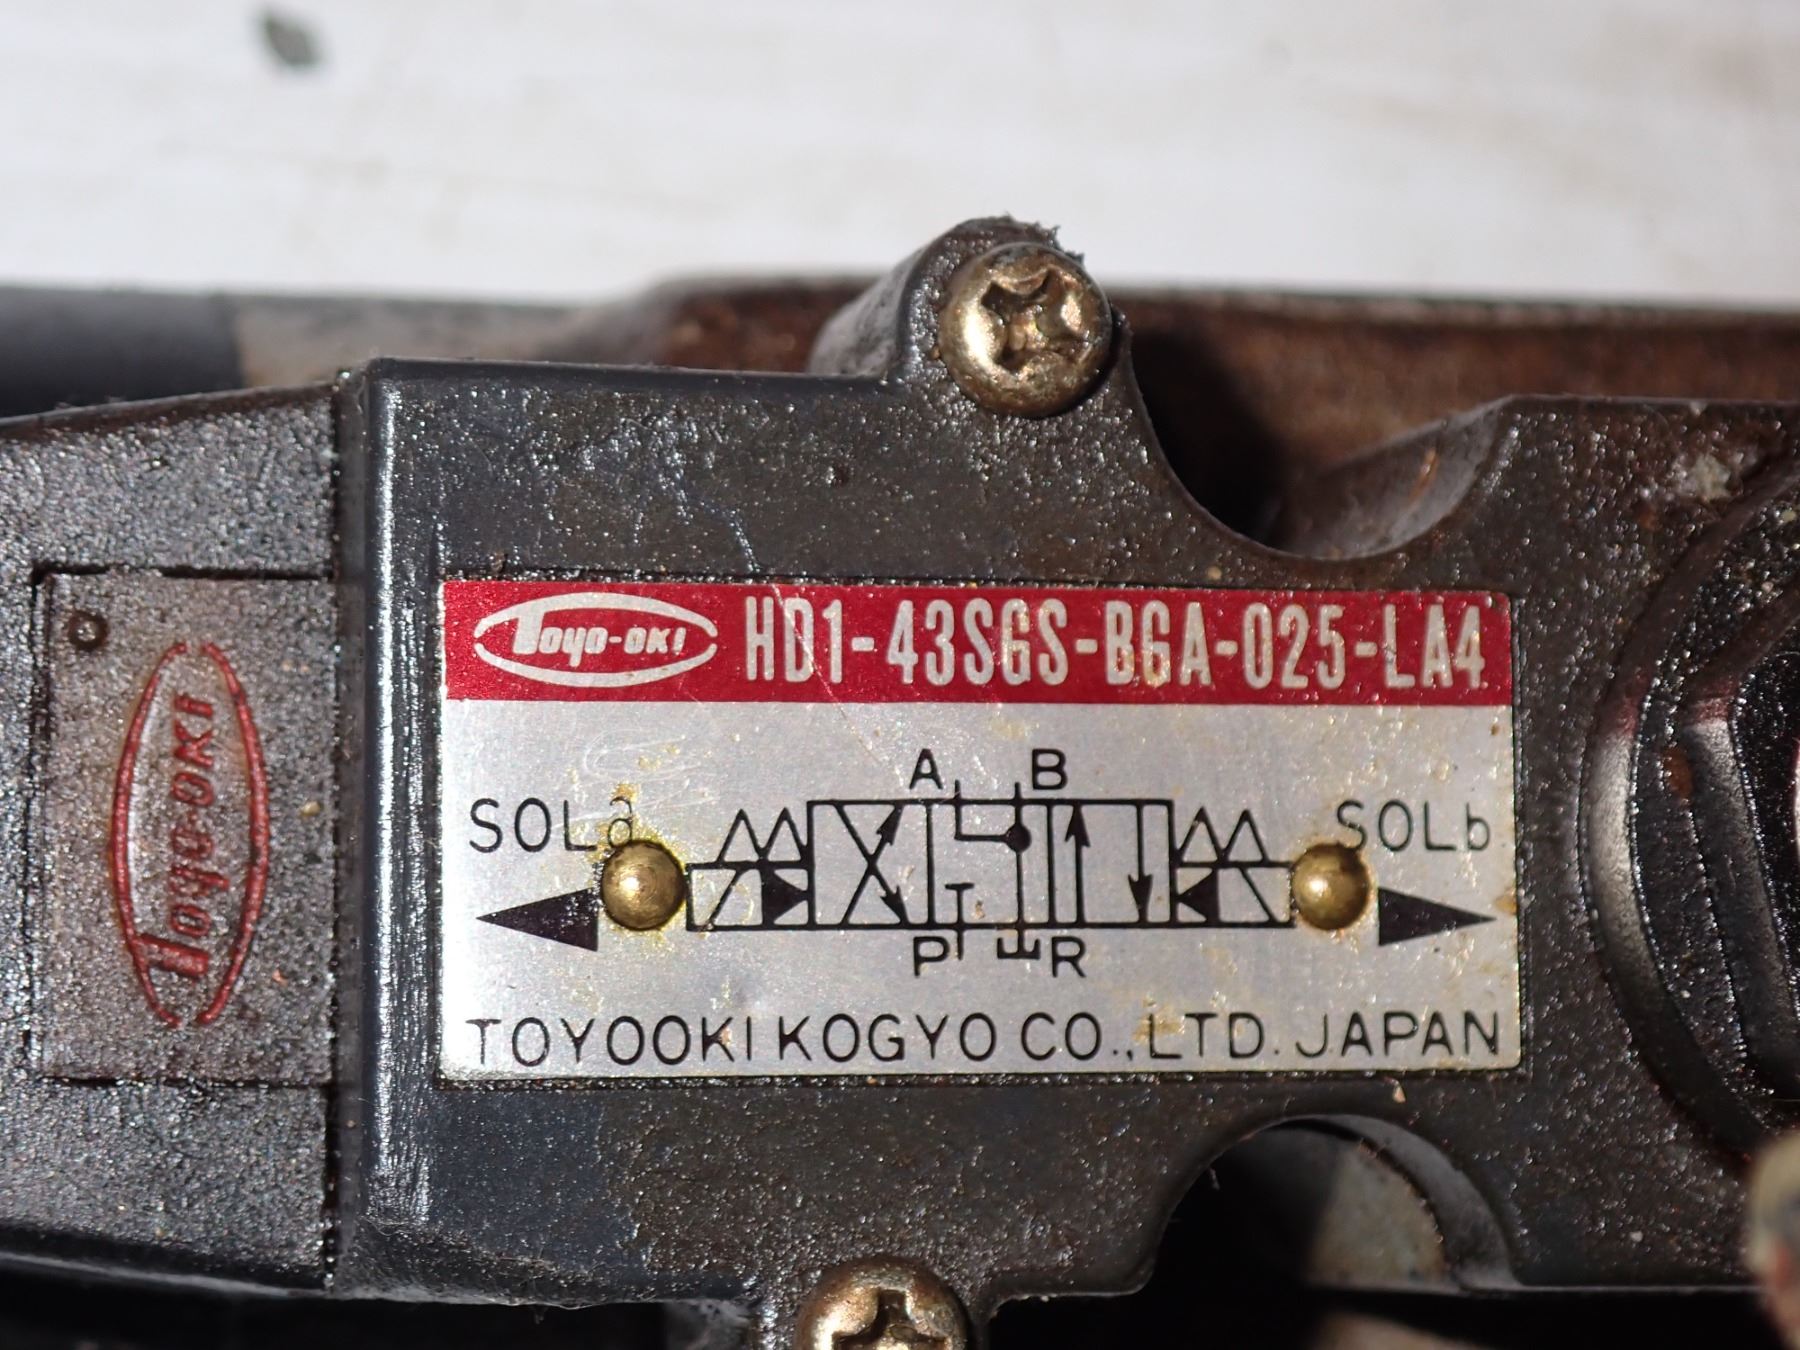 TOYO-OKI
TOYO-OKI HD1-43SGS-BGA-025-LA4
A B
SOLa SOLb
P R
TOYOOKI KOGYO CO., LTD. JAPAN